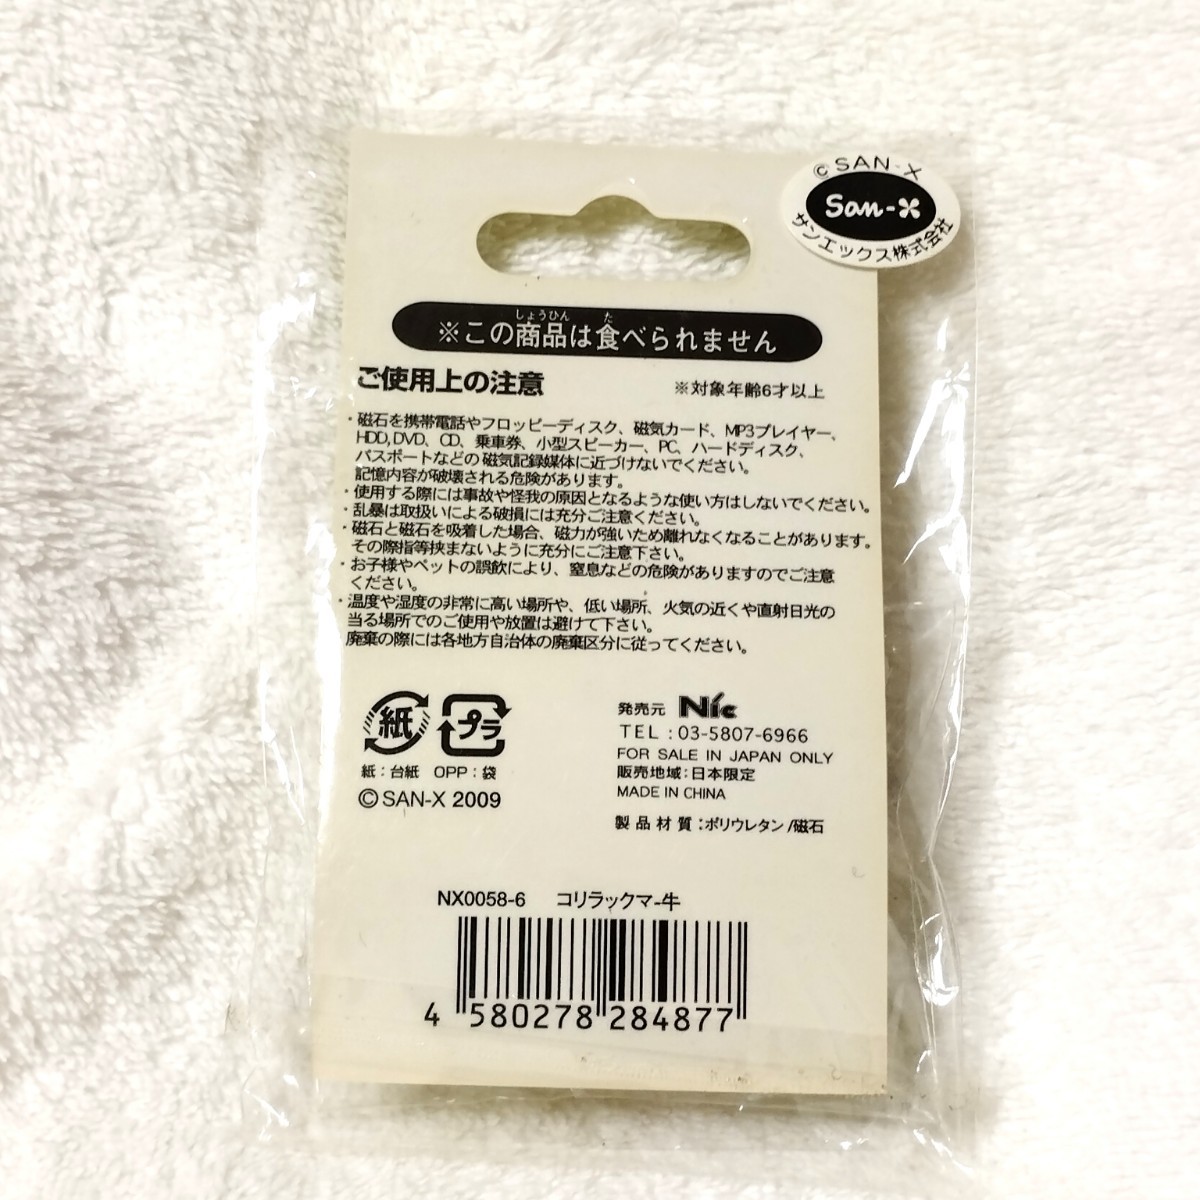 ©SAN-X
San-X
サンエックス株式会社
しょうひん た
※この商品は食べられません
ご使用上の注意
※対象年齢6才以上
・磁石を携帯電話やフロッピーディスク、磁気カード、MP3プレイヤー、
HDD,DVD、CD、乗車券、小型スピーカー、PC、ハードディスク、
パスポートなどの磁気記録媒体に近づけないでください。
記憶内容が破壊される危険があります。
・使用する際には事故や怪我の原因となるような使い方はしないでください。
・乱暴は取扱いによる破損には充分ご注意ください。
・磁石と磁石を吸着した場合、磁力が強いため離れなくなることがあります。
その際指等挟まないように充分にご注意下さい。
・お子様やペットの誤飲により、窒息などの危険がありますのでご注意
ください。
・温度や湿度の非常に高い場所や、低い場所、火気の近くや直射日光の
当る場所でのご使用や放置は避けて下さい。
廃棄の際には各地方自治体の廃棄区分に従ってください。
紙 プラ
紙：台紙 OPP：袋
©SAN-X 2009
発売元 Nic
TEL：03-5807-6966
FOR SALE IN JAPAN ONLY
販売地域：日本限定
MADE IN CHINA
製品材質：ポリウレタン/磁石
NX0058-6 コリラックマ-牛
4 580278 284877